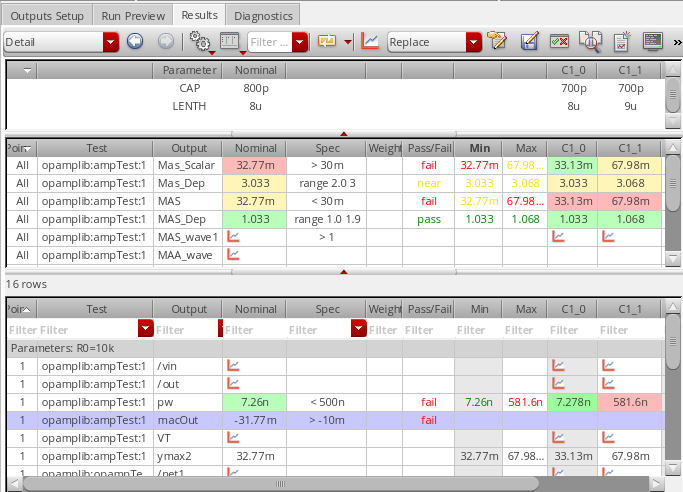 Outputs Setup Run Preview Results Diagnostics
Detail Filter ... Replace »
Parameter Nominal C1_0 C1_1
CAP 800p 700p 700p
LENTH 8u 8u 9u
Test Output Nominal Spec Weight Pass/Fail Min Max C1_0 C1_1
All opamplib:ampTest:1 Mas_Scalar 32.77m > 30m fail 32.77m 67.98... 33.13m 67.98m
All opamplib:ampTest:1 Mas_Dep 3.033 range 2.0 3 near 3.033 3.068 3.033 3.068
All opamplib:ampTest:1 MAS 32.77m < 30m fail 32.77m 67.98... 33.13m 67.98m
All opamplib:ampTest:1 MAS_Dep 1.033 range 1.0 1.9 pass 1.033 1.068 1.033 1.068
All opamplib:ampTest:1 MAS_wave1 > 1
All opamplib:ampTest:1 MAA_wave
16 rows
Test Output Nominal Spec Weight Pass/Fail Min Max C1_0 C1_1
Filter Filter Filter Filter Filter Filter Filter Filter Filter Filter Filter
Parameters: R0=10k
1 opamplib:ampTest:1 /vin
1 opamplib:ampTest:1 /out
1 opamplib:ampTest:1 pw 7.26n < 500n fail 7.26n 581.6n 7.278n 581.6n
1 opamplib:ampTest:1 macOut -31.77m > -10m fail
1 opamplib:ampTest:1 VT
1 opamplib:ampTest:1 ymax2 32.77m 32.77m 67.98... 33.13m 67.98m
1 /net1